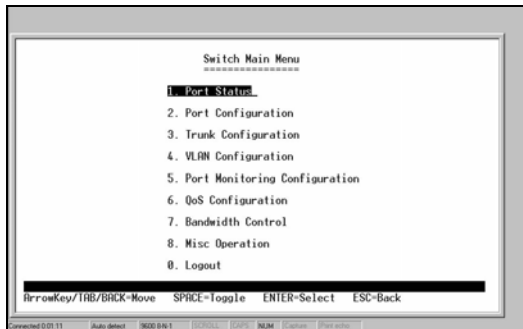 Switch Main Menu
================
1. Port Status_
2. Port Configuration
3. Trunk Configuration
4. VLAN Configuration
5. Port Monitoring Configuration
6. QoS Configuration
7. Bandwidth Control
8. Misc Operation
0. Logout
ArrowKey/TAB/BACK=Move SPACE=Toggle ENTER=Select ESC=Back
Connected 0:01:11 Auto detect 9600 8-N-1 SCROLL CAPS NUM Capture Print echo